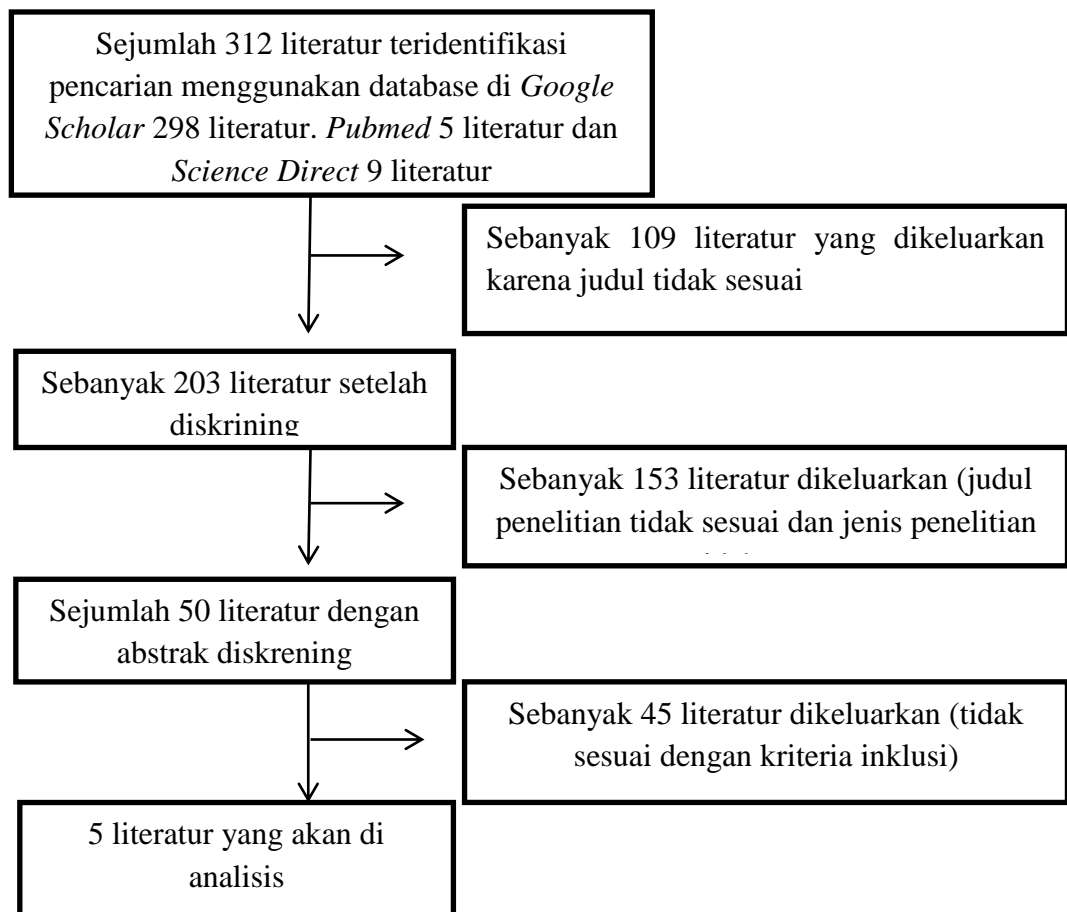 Sejumlah 312 literatur teridentifikasi
pencarian menggunakan database di Google
Scholar 298 literatur. Pubmed 5 literatur dan
Science Direct 9 literatur
Sebanyak 109 literatur yang dikeluarkan
karena judul tidak sesuai
Sebanyak 203 literatur setelah
diskrining
Sebanyak 153 literatur dikeluarkan (judul
penelitian tidak sesuai dan jenis penelitian
Sejumlah 50 literatur dengan
abstrak diskrening
Sebanyak 45 literatur dikeluarkan (tidak
sesuai dengan kriteria inklusi)
5 literatur yang akan di
analisis